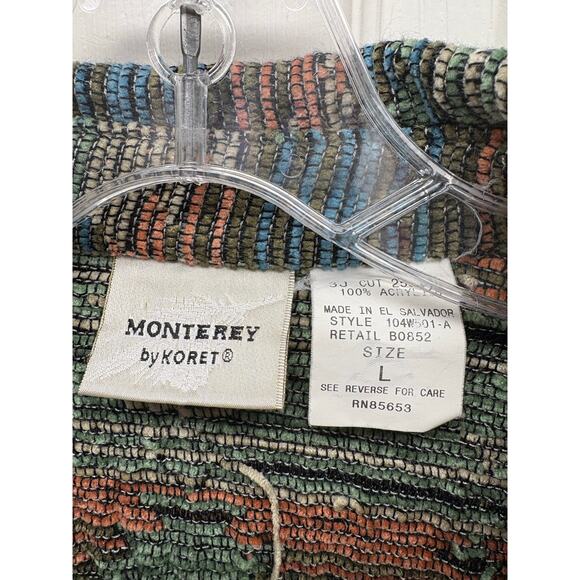 MONTEREY
by KORET®
CUT
100% ACRYLIC
MADE IN EL SALVADOR
STYLE 104W501-A
RETAIL B0852
SIZE
L
SEE REVERSE FOR CARE
RN85653